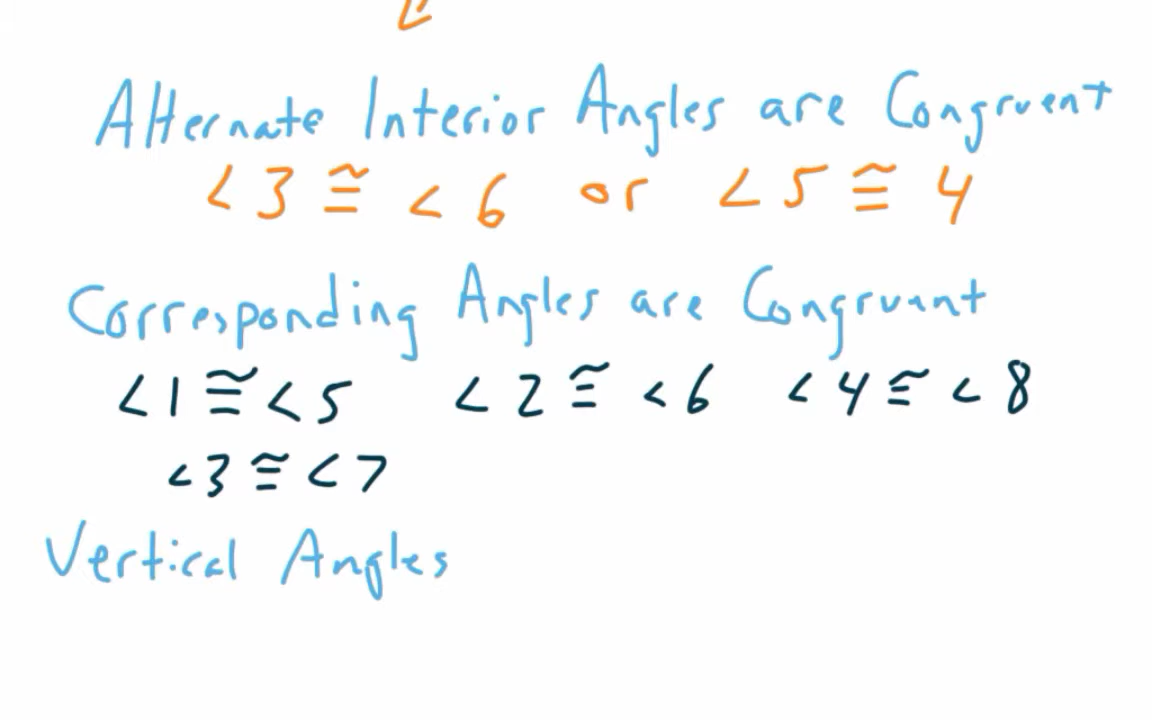 Alternate Interior Angles are Congruent
<3 ≅ <6 or <5 ≅ 4
Corresponding Angles are Congruant
<1 ≅ <5 <2 ≅ <6 <4 ≅ <8
<3 ≅ <7
Vertical Angles